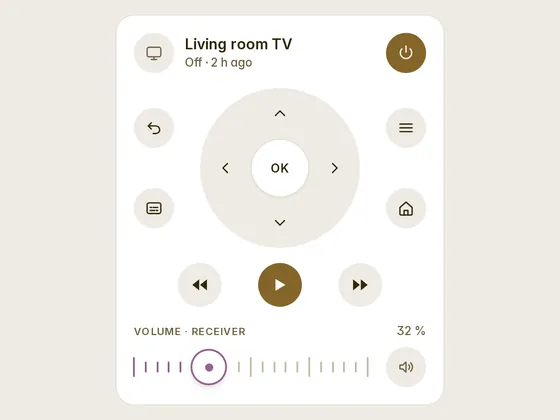 Living room TV
Off · 2 h ago
OK
VOLUME · RECEIVER
32 %